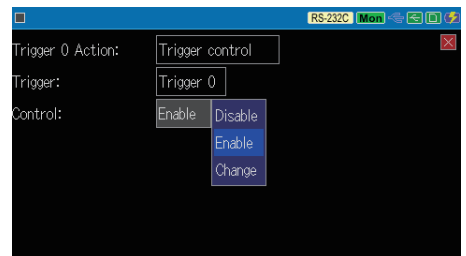 RS-232C Mon
Trigger 0 Action: Trigger control
Trigger: Trigger 0
Control: Enable Disable
Enable
Change